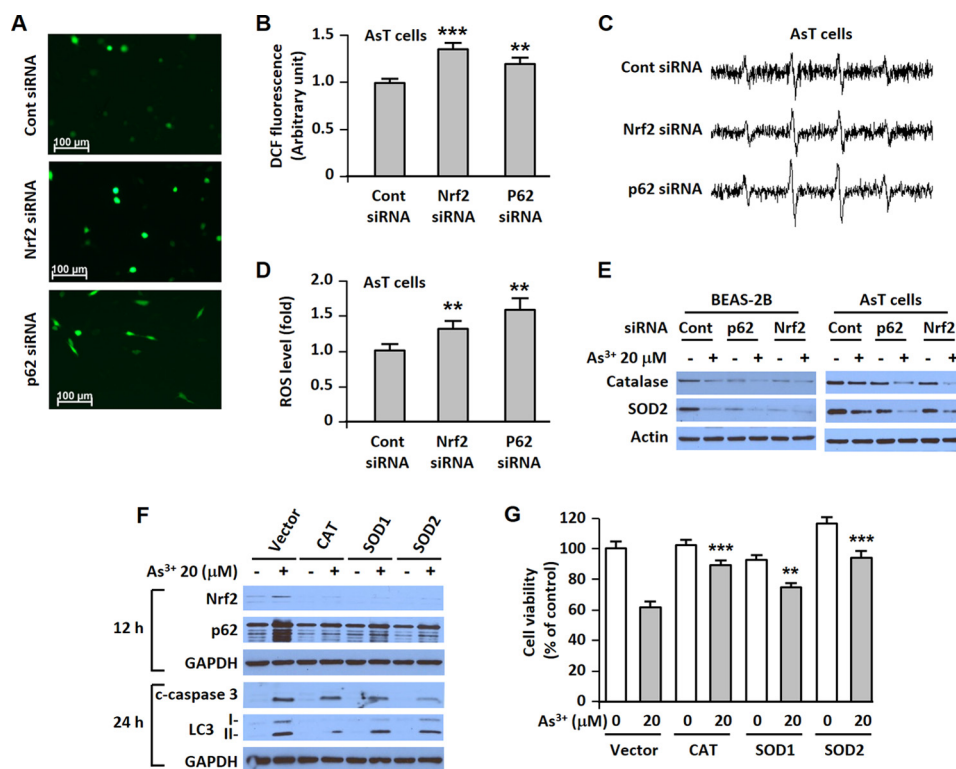 A
Cont siRNA
100 µm
Nrf2 siRNA
100 µm
p62 siRNA
100 µm
B
AsT cells
DCF fluorescence
(Arbitrary unit)
1.5
1.0
0.5
0
***
**
Cont
siRNA
Nrf2
siRNA
P62
siRNA
C
AsT cells
Cont siRNA
Nrf2 siRNA
p62 siRNA
D
AsT cells
ROS level (fold)
2.0
1.5
1.0
0.5
0
**
**
Cont
siRNA
Nrf2
siRNA
P62
siRNA
E
BEAS-2B AsT cells
siRNA Cont p62 Nrf2 Cont p62 Nrf2
As³⁺ 20 µM - + - + - + - + - + - +
Catalase
SOD2
Actin
F
Vector CAT SOD1 SOD2
As³⁺ 20 (µM) - + - + - + - +
12 h
Nrf2
p62
GAPDH
24 h
c-caspase 3
LC3 I-
II-
GAPDH
G
Cell viability
(% of control)
120
100
80
60
40
20
0
***
**
***
As³⁺ (µM) 0 20 0 20 0 20 0 20
Vector CAT SOD1 SOD2